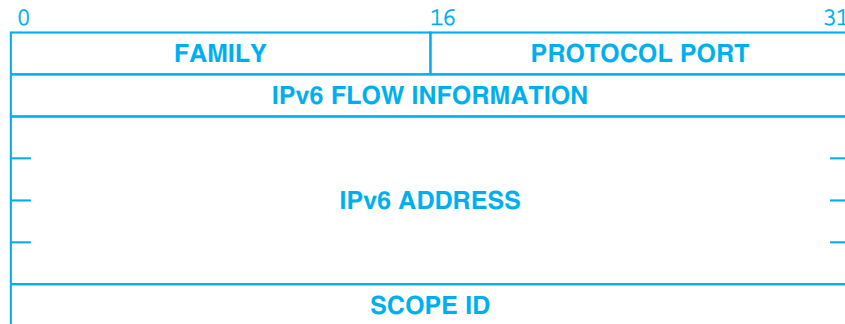 0 16 31
FAMILY PROTOCOL PORT
IPv6 FLOW INFORMATION
IPv6 ADDRESS
SCOPE ID